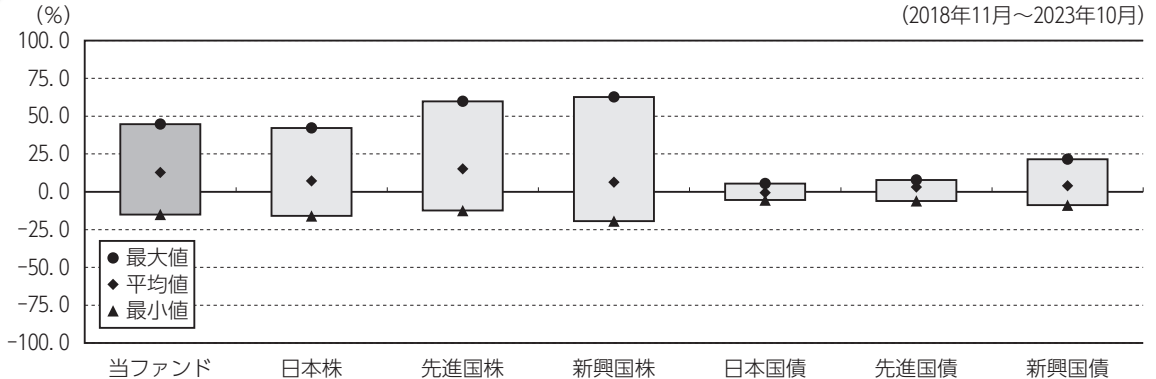 (%)
(2018年11月~2023年10月)
100.0
75.0
50.0
25.0
0.0
-25.0
-50.0
-75.0
-100.0
● 最大値
◆ 平均値
▲ 最小値
当ファンド 日本株 先進国株 新興国株 日本国債 先進国債 新興国債